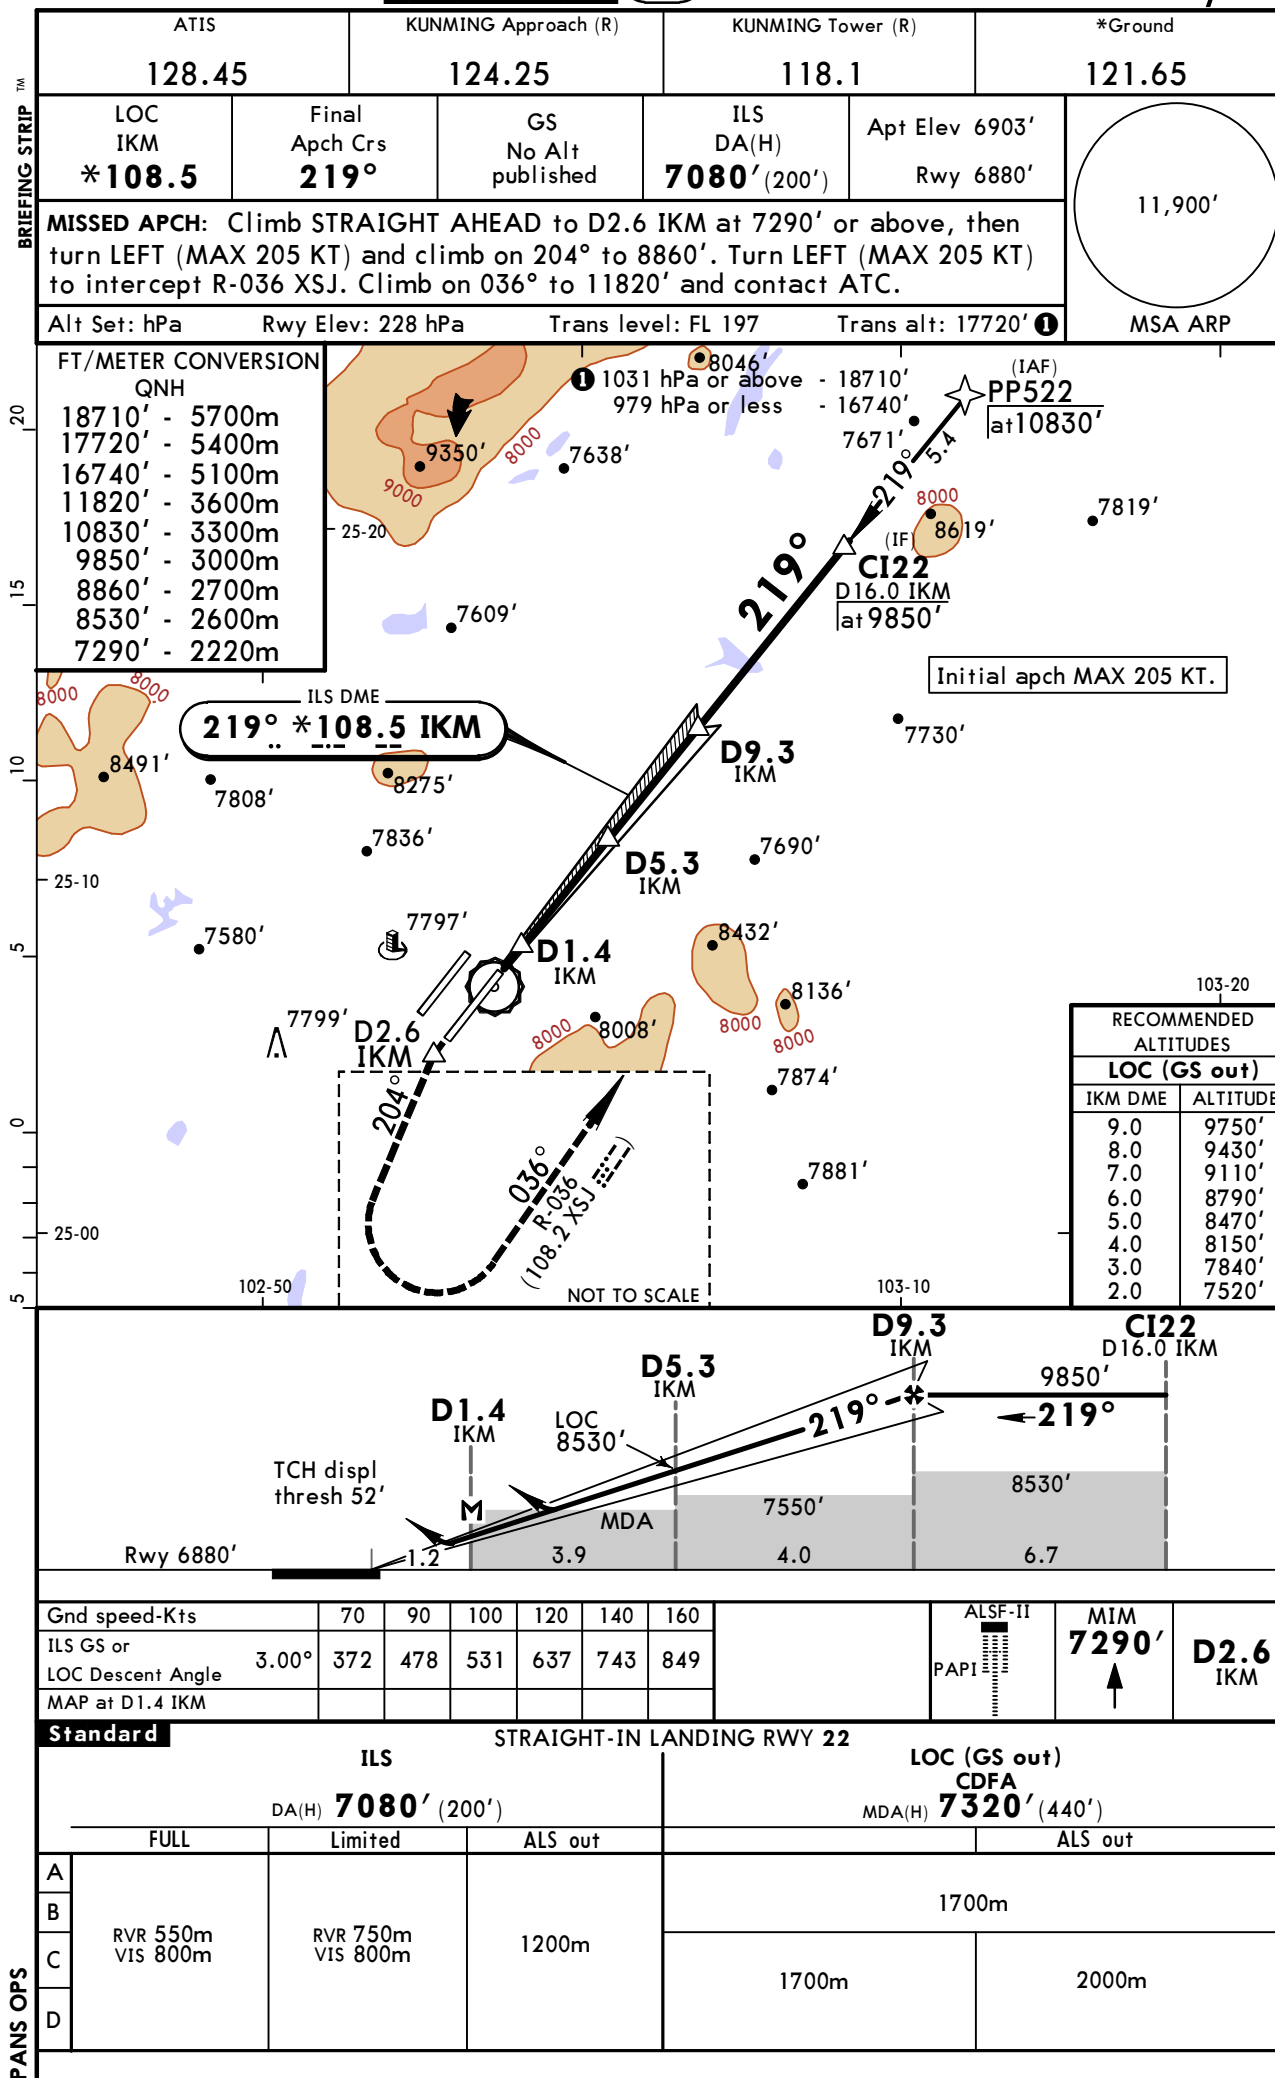 ATIS
128.45
KUNMING Approach (R)
124.25
KUNMING Tower (R)
118.1
*Ground
121.65
BRIEFING STRIP TM
LOC
IKM
*108.5
Final
Apch Crs
219°
GS
No Alt
published
ILS
DA(H)
7080'(200')
Apt Elev 6903'
Rwy 6880'
11,900'
MSA ARP
MISSED APCH: Climb STRAIGHT AHEAD to D2.6 IKM at 7290' or above, then
turn LEFT (MAX 205 KT) and climb on 204° to 8860'. Turn LEFT (MAX 205 KT)
to intercept R-036 XSJ. Climb on 036° to 11820' and contact ATC.
Alt Set: hPa Rwy Elev: 228 hPa Trans level: FL 197 Trans alt: 17720' 1
FT/METER CONVERSION
QNH
18710' - 5700m
17720' - 5400m
16740' - 5100m
11820' - 3600m
10830' - 3300m
9850' - 3000m
8860' - 2700m
8530' - 2600m
7290' - 2220m
1 1031 hPa or above - 18710'
979 hPa or less - 16740'
8046'
(IAF)
PP522
at 10830'
7671'
5.4
219°
9350'
8000
9000
7638'
8000
8619'
7819'
20
25-20
(IF)
CI22
D16.0 IKM
at 9850'
219°
15
7609'
Initial apch MAX 205 KT.
8000
8000
ILS DME
219° *108.5 IKM
7730'
D9.3
IKM
10
8491'
7808'
8275'
7836'
D5.3
IKM
7690'
25-10
7580'
7797'
L
8432'
D1.4
IKM
5
8136'
103-20
7799'
D2.6
IKM
8000
8008'
8000
8000
7874'
204°
036°
R-036
(108.2 XSJ
)
7881'
0
25-00
5
102-50
NOT TO SCALE
103-10
RECOMMENDED
ALTITUDES
LOC (GS out)
IKM DME ALTITUDE
9.0 9750'
8.0 9430'
7.0 9110'
6.0 8790'
5.0 8470'
4.0 8150'
3.0 7840'
2.0 7520'
D9.3
IKM
CI22
D16.0 IKM
D5.3
IKM
9850'
219°
219°
D1.4
IKM
LOC
8530'
TCH displ
thresh 52'
M
MDA
7550'
8530'
Rwy 6880'
1.2
3.9
4.0
6.7
Gnd speed-Kts 70 90 100 120 140 160
ILS GS or
LOC Descent Angle 3.00° 372 478 531 637 743 849
MAP at D1.4 IKM
ALSF-II
PAPI
MIM
7290'
D2.6
IKM
Standard
STRAIGHT-IN LANDING RWY 22
ILS
DA(H) 7080'(200')
LOC (GS out)
CDFA
MDA(H) 7320'(440')
FULL Limited ALS out ALS out
A
B
C
D
RVR 550m
VIS 800m
RVR 750m
VIS 800m
1200m
1700m
1700m
2000m
PANS OPS